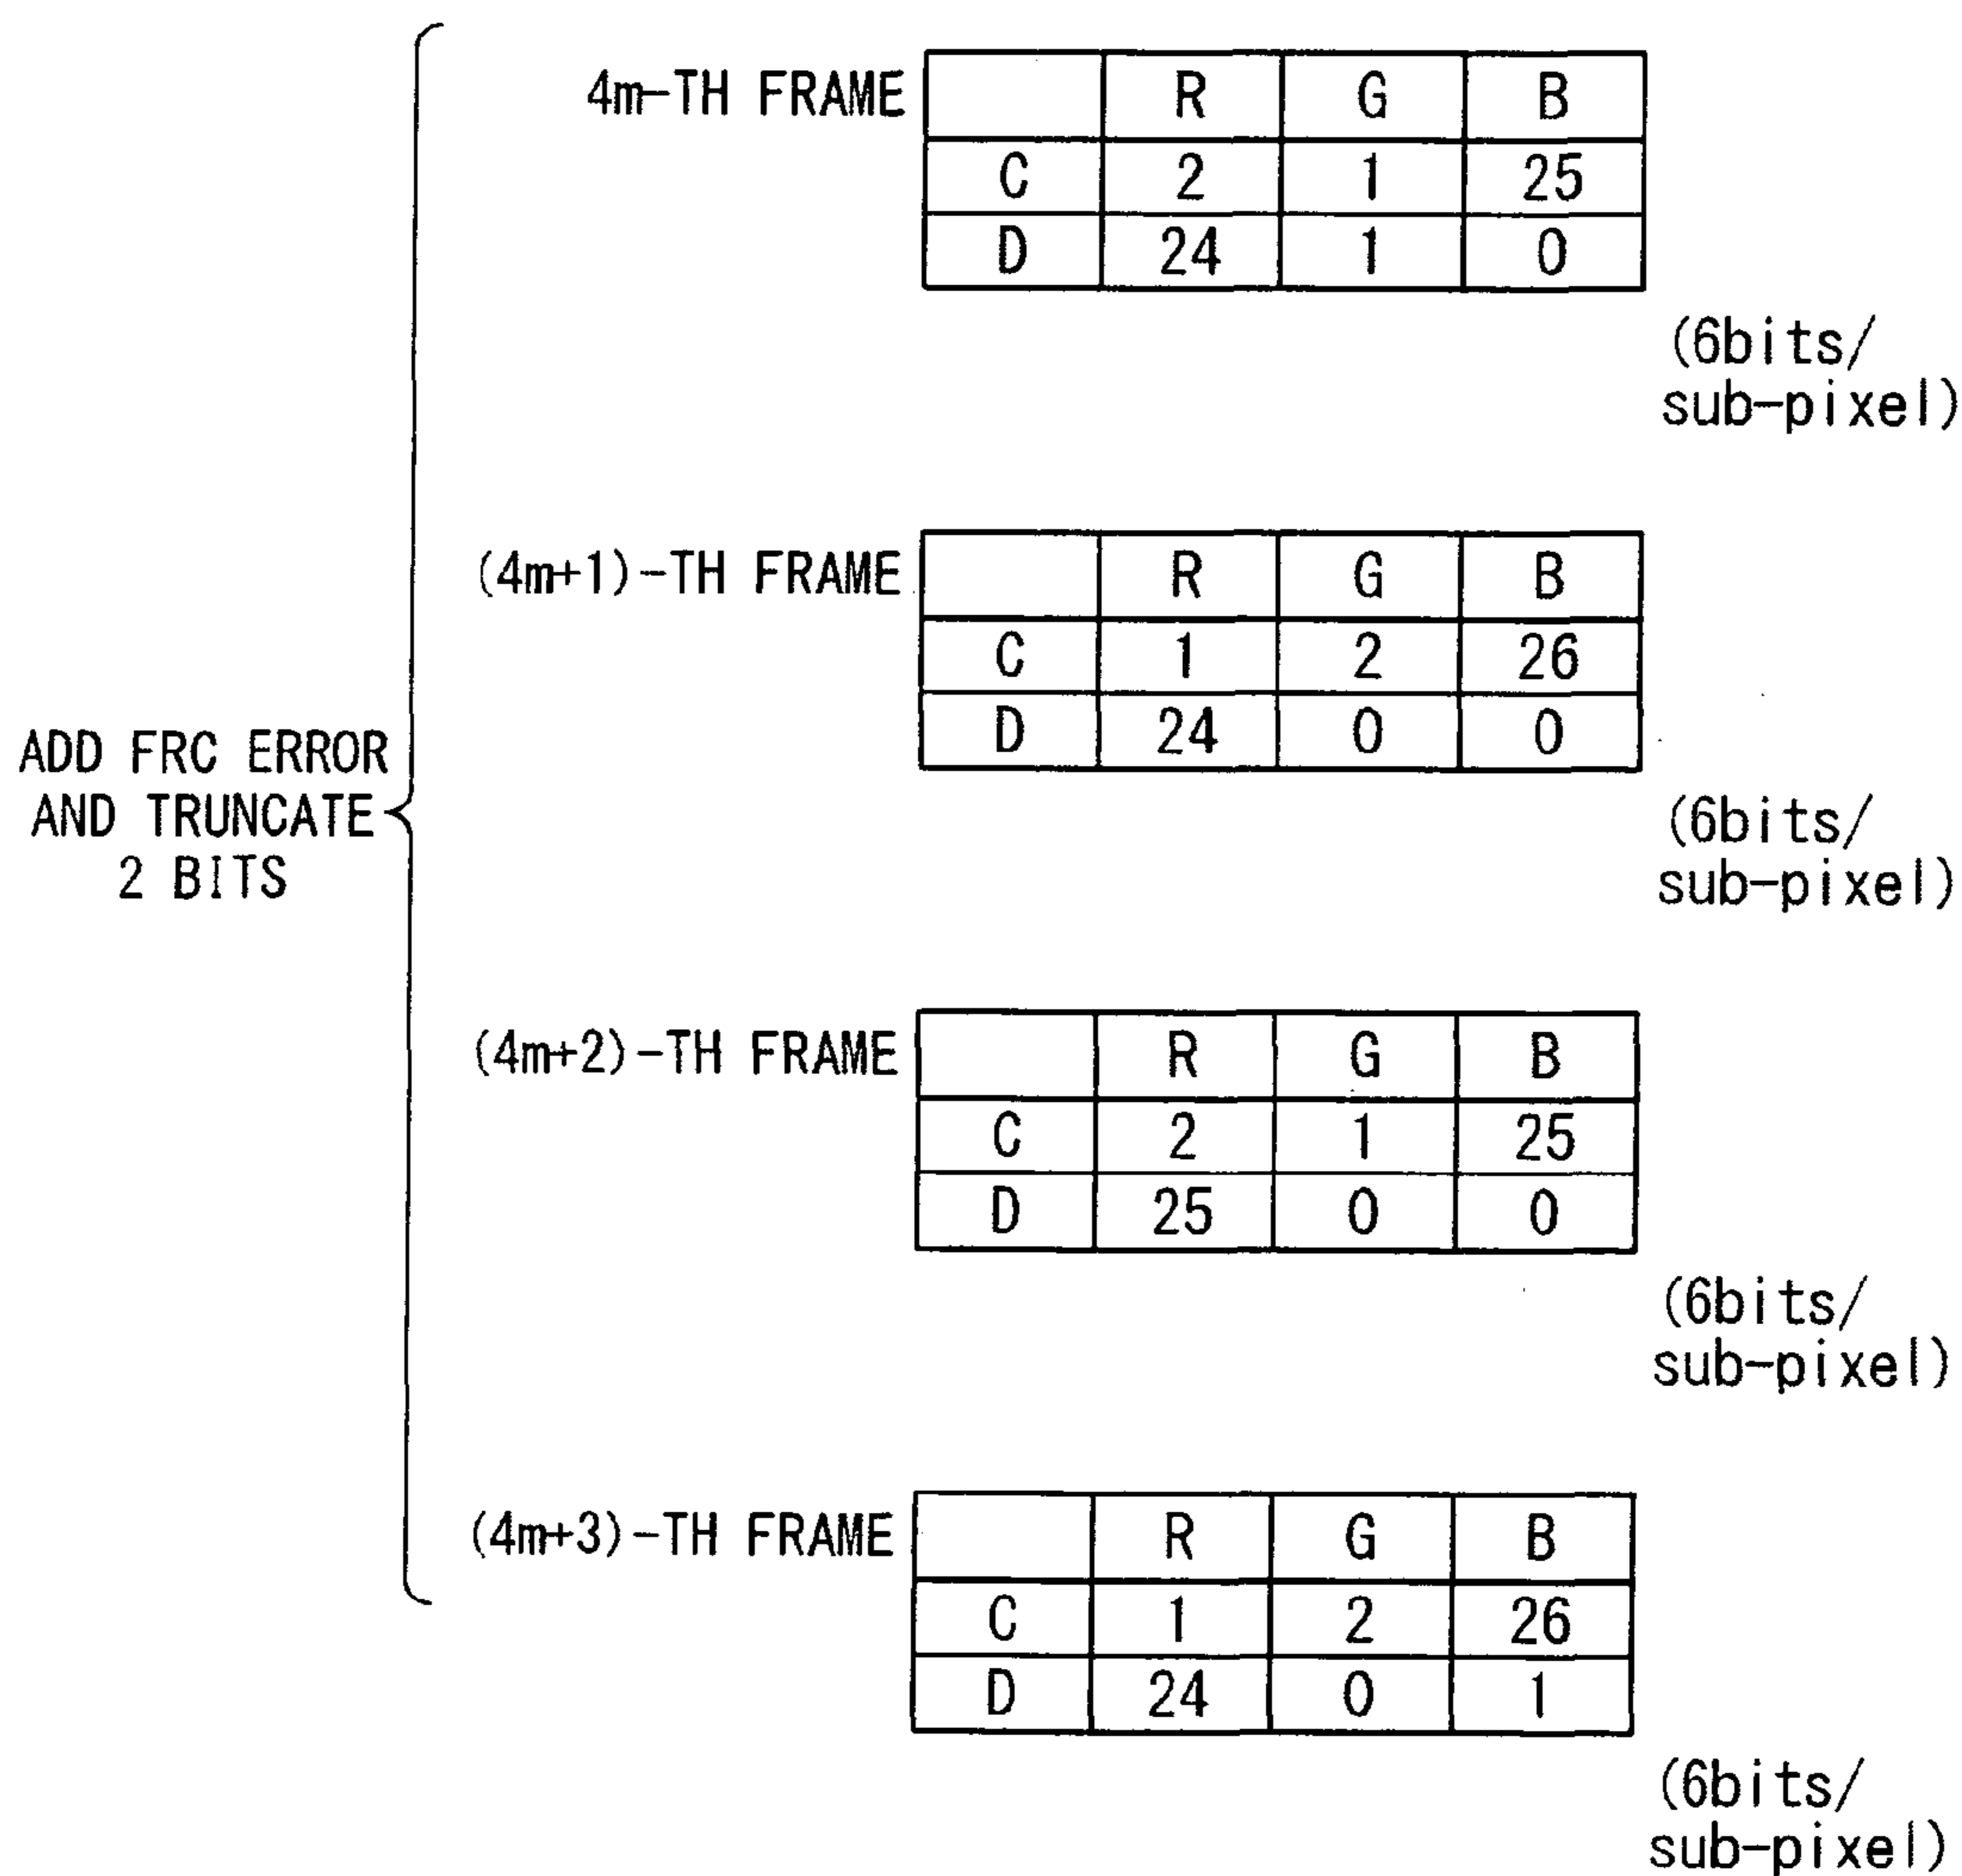 4m-TH FRAME
R G B
C 2 1 25
D 24 1 0
(6bits/
sub-pixel)
(4m+1)-TH FRAME
R G B
C 1 2 26
D 24 0 0
(6bits/
sub-pixel)
ADD FRC ERROR
AND TRUNCATE
2 BITS
(4m+2)-TH FRAME
R G B
C 2 1 25
D 25 0 0
(6bits/
sub-pixel)
(4m+3)-TH FRAME
R G B
C 1 2 26
D 24 0 1
(6bits/
sub-pixel)